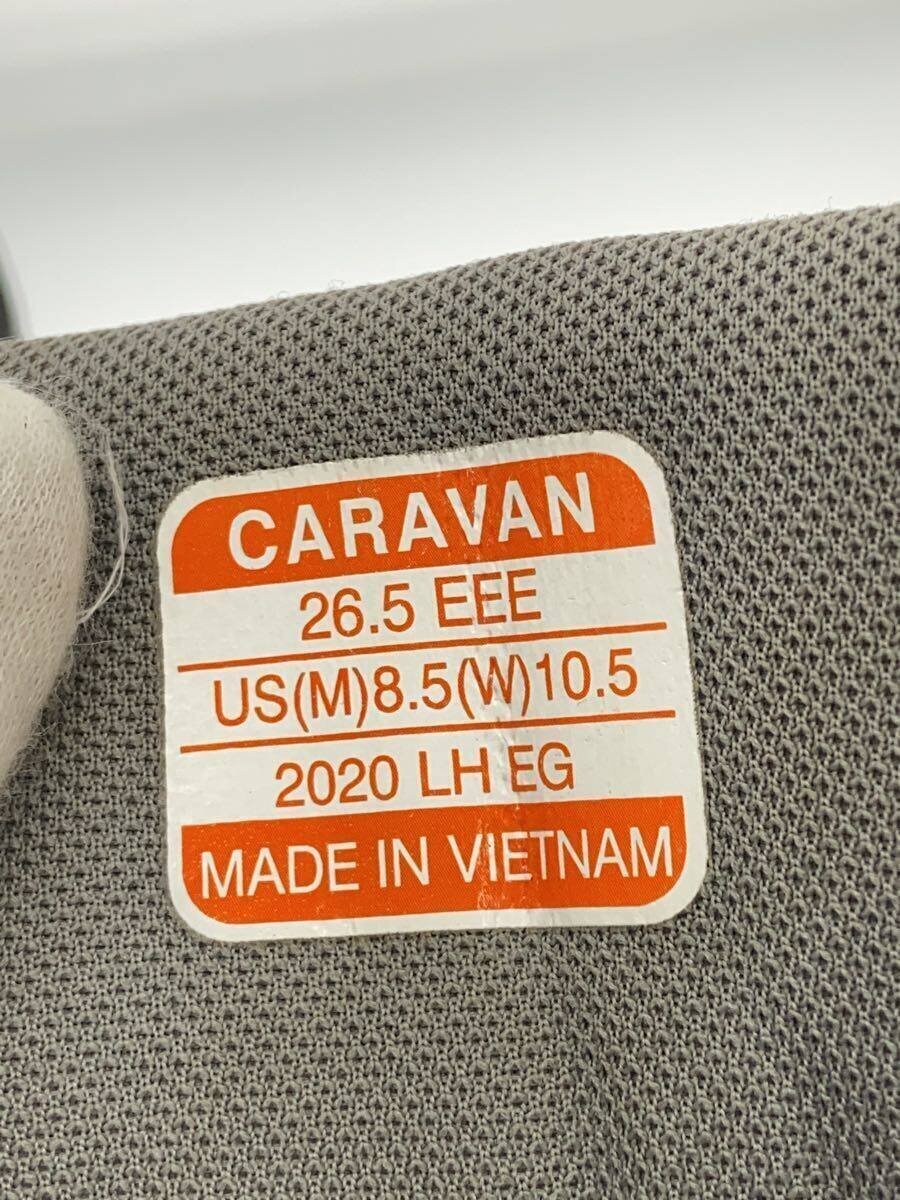 CARAVAN
26.5 EEE
US(M)8.5(W)10.5
2020 LH EG
MADE IN VIETNAM